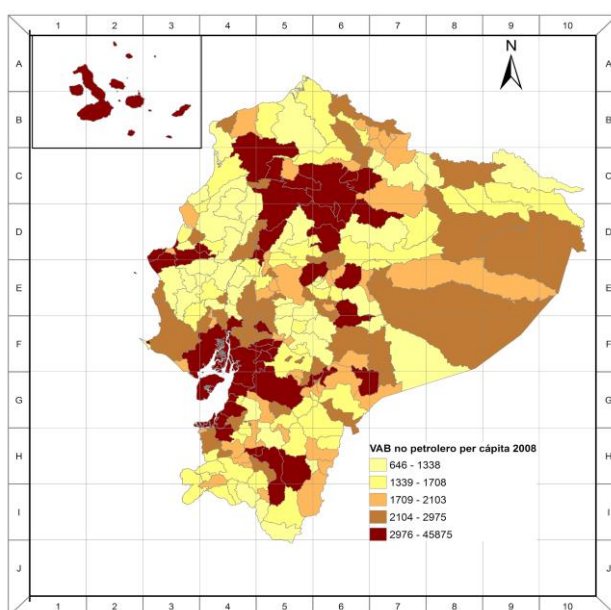 1 2 3 4 5 6 7 8 9 10
A A
N
B B
C C
D D
E E
F F
G G
H H
VAB no petrolero per cápita 2008
646 - 1338
1339 - 1708
1709 - 2103
2104 - 2975
2976 - 45875
I I
J J
1 2 3 4 5 6 7 8 9 10